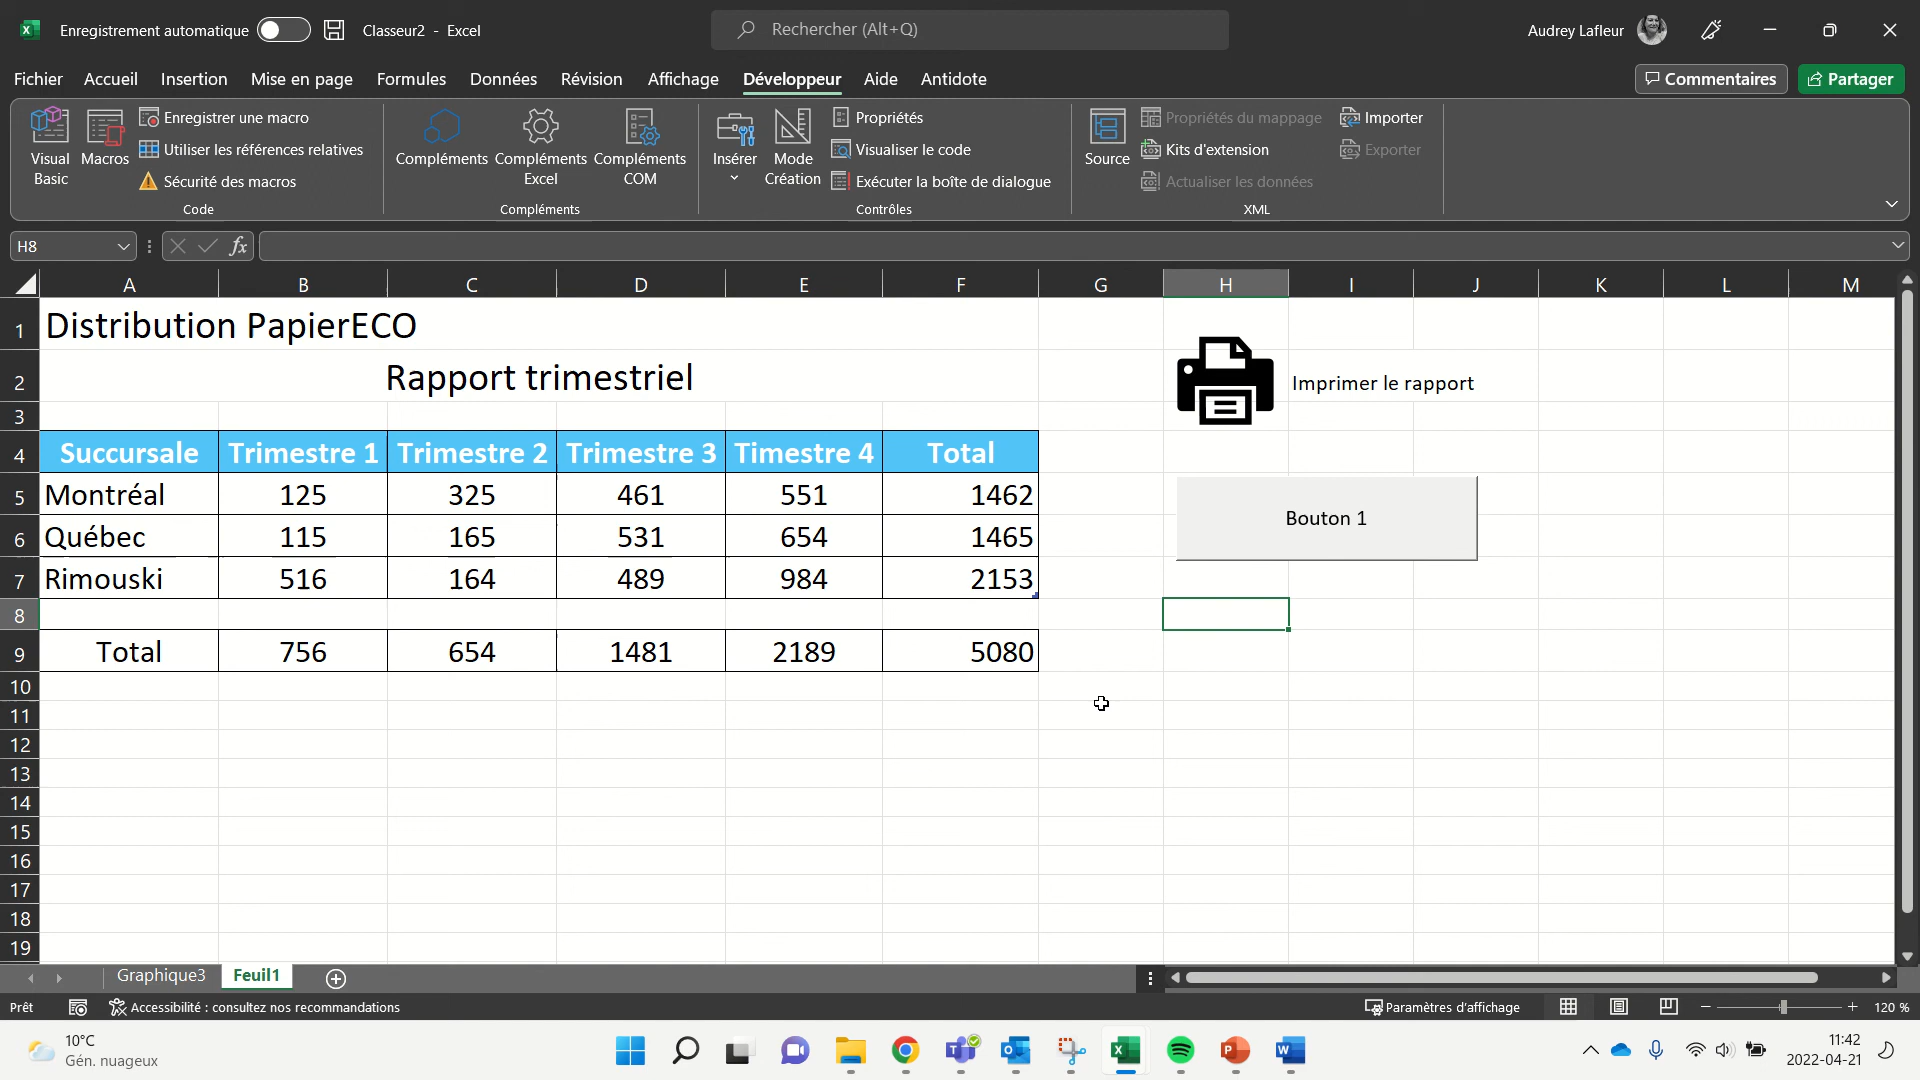 Enregistrement automatique Classeur2 - Excel Rechercher (Alt+Q) Audrey Lafleur
Fichier Accueil Insertion Mise en page Formules Données Révision Affichage Développeur Aide Antidote Commentaires Partager
Visual Basic
Macros
Enregistrer une macro
Utiliser les références relatives
Sécurité des macros
Code
Compléments
Compléments Excel
Compléments COM
Compléments
Insérer
Mode Création
Propriétés
Visualiser le code
Exécuter la boîte de dialogue
Contrôles
Source
Propriétés du mappage
Kits d'extension
Actualiser les données
Importer
Exporter
XML
H8 fx
A B C D E F G H I J K L M
1 Distribution PapierECO
2 Rapport trimestriel Imprimer le rapport
3
4 Succursale Trimestre 1 Trimestre 2 Trimestre 3 Timestre 4 Total
5 Montréal 125 325 461 551 1462
6 Québec 115 165 531 654 1465
Bouton 1
7 Rimouski 516 164 489 984 2153
8
9 Total 756 654 1481 2189 5080
10
11
12
13
14
15
16
17
18
19
Graphique3 Feuil1
Prêt Accessibilité : consultez nos recommandations Paramètres d'affichage 120 %
10°C
Gén. nuageux
11:42
2022-04-21